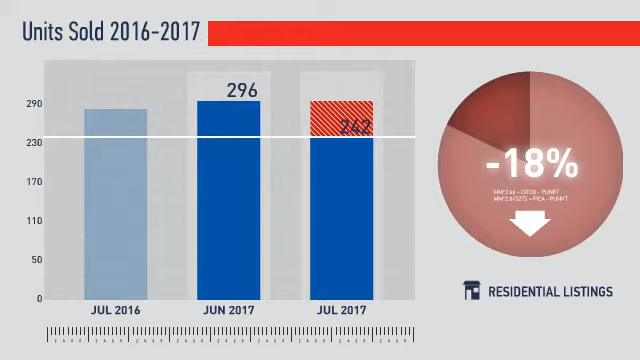 Units Sold 2016-2017
296
242
290
230
170
110
50
0
JUL 2016
JUN 2017
JUL 2017
-18%
RESIDENTIAL LISTINGS